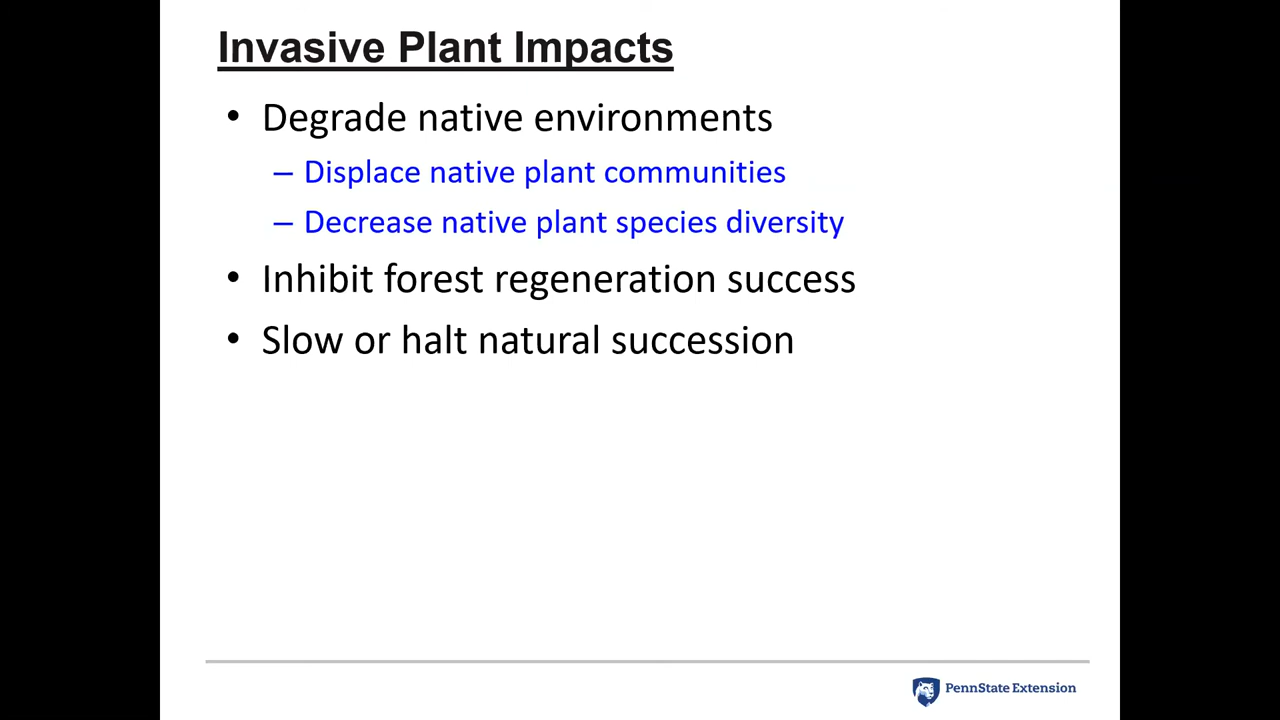 Invasive Plant Impacts
• Degrade native environments
– Displace native plant communities
– Decrease native plant species diversity
• Inhibit forest regeneration success
• Slow or halt natural succession
PennState Extension